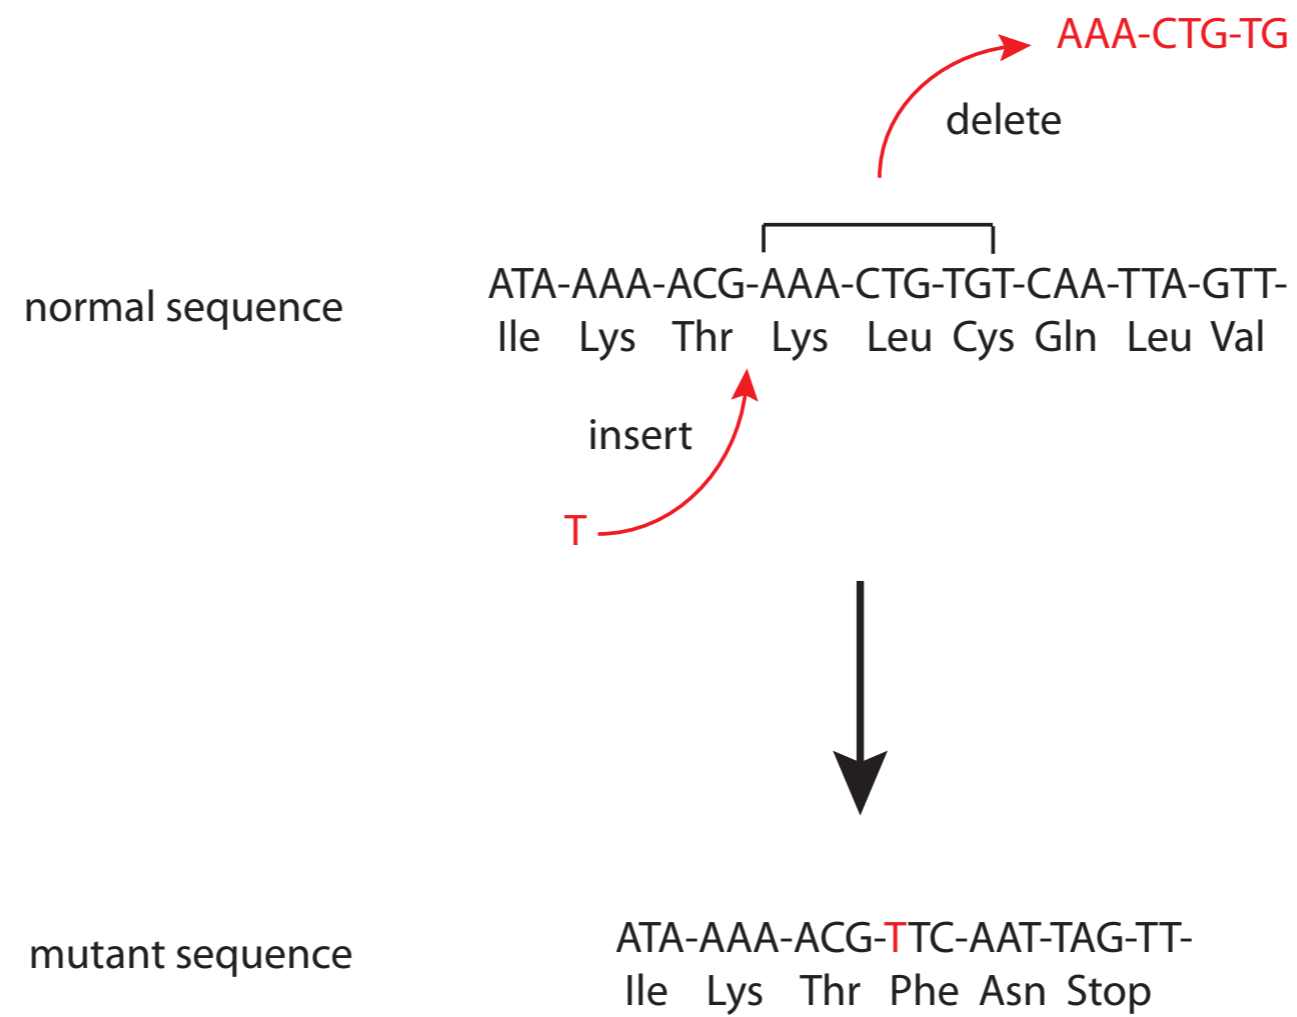 AAA-CTG-TG
delete
normal sequence
ATA-AAA-ACG-AAA-CTG-TGT-CAA-TTA-GTT-
Ile Lys Thr Lys Leu Cys Gln Leu Val
insert
T
mutant sequence
ATA-AAA-ACG-TTC-AAT-TAG-TT-
Ile Lys Thr Phe Asn Stop